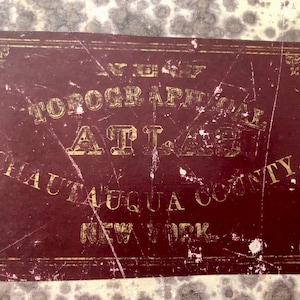 NEW
TOPOGRAPHICAL
ATLAS
CHAUTAUQUA COUNTY
NEW YORK.